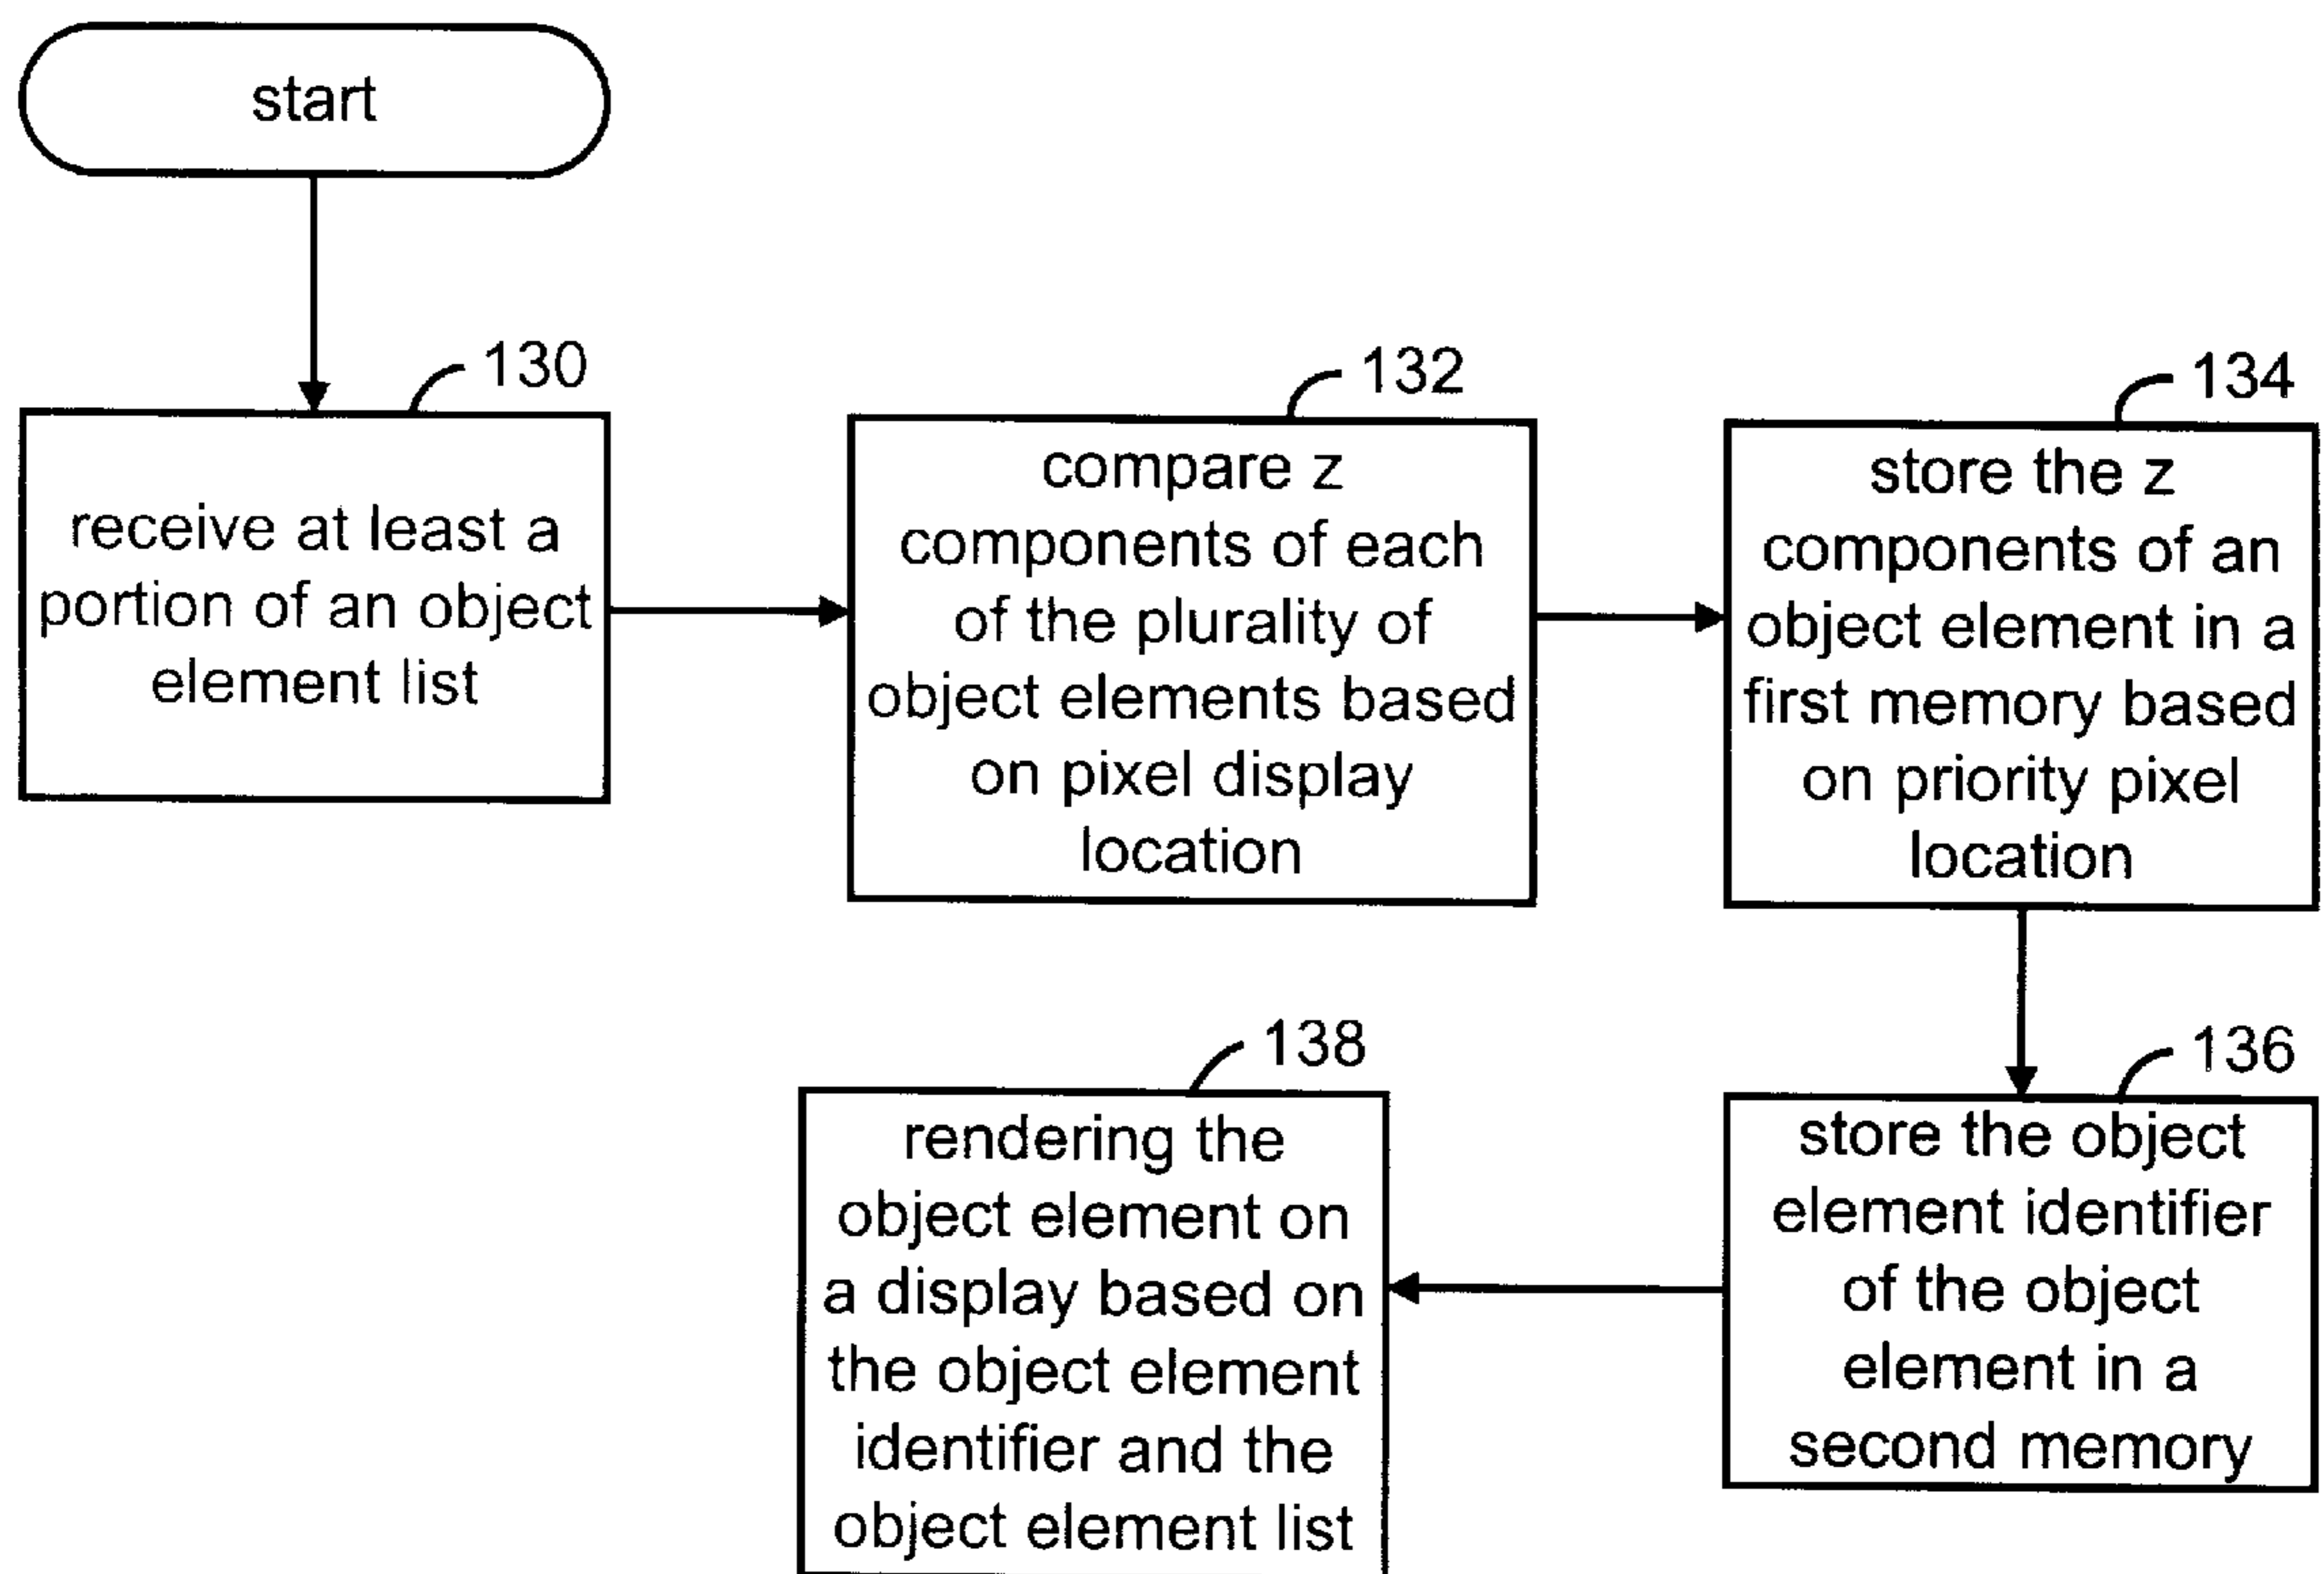 start
130
receive at least a
portion of an object
element list
132
compare z
components of each
of the plurality of
object elements based
on pixel display
location
134
store the z
components of an
object element in a
first memory based
on priority pixel
location
136
store the object
element identifier
of the object
element in a
second memory
138
rendering the
object element on
a display based on
the object element
identifier and the
object element list